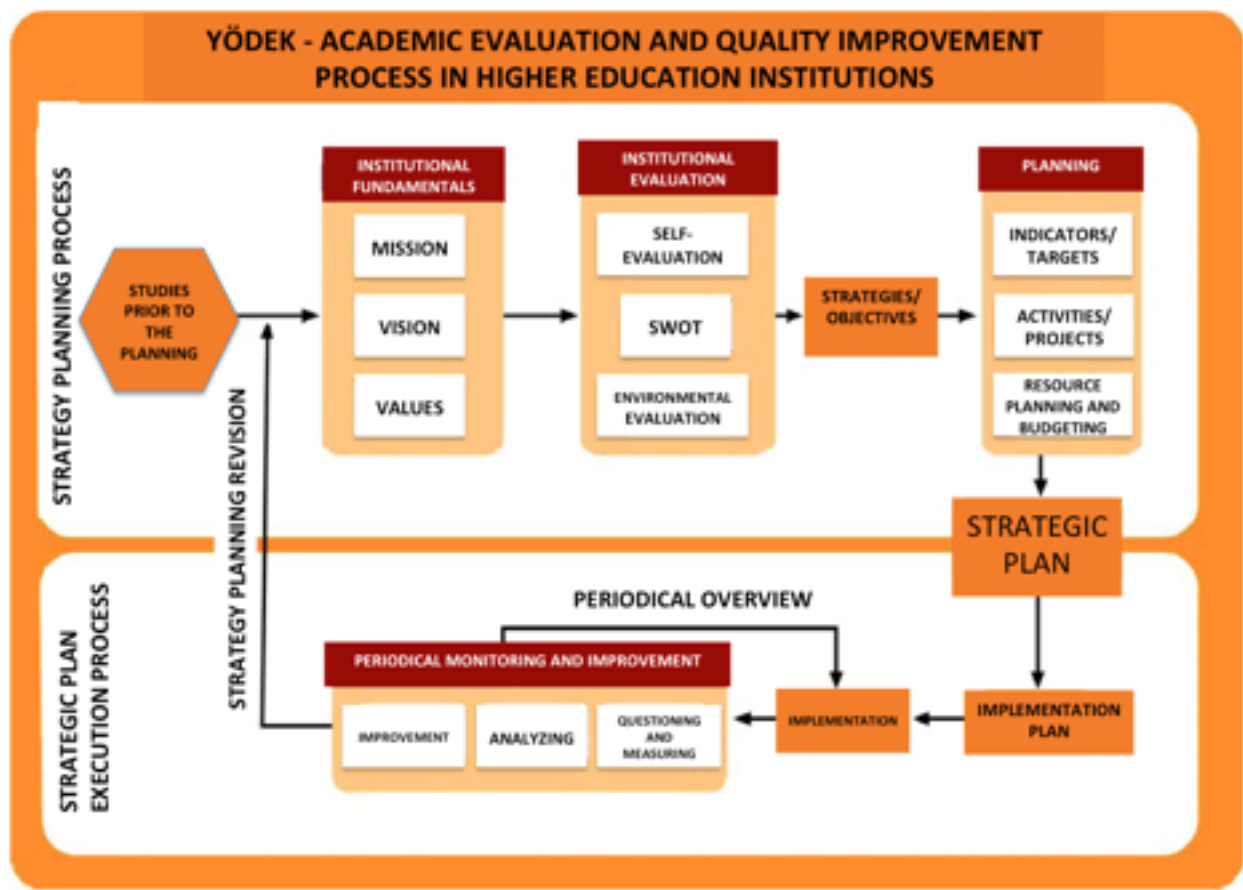 YÖDEK - ACADEMIC EVALUATION AND QUALITY IMPROVEMENT
PROCESS IN HIGHER EDUCATION INSTITUTIONS
STRATEGY PLANNING PROCESS
STUDIES
PRIOR TO
THE
PLANNING
INSTITUTIONAL
FUNDAMENTALS
MISSION
VISION
VALUES
INSTITUTIONAL
EVALUATION
SELF-
EVALUATION
SWOT
ENVIRONMENTAL
EVALUATION
STRATEGIES/
OBJECTIVES
PLANNING
INDICATORS/
TARGETS
ACTIVITIES/
PROJECTS
RESOURCE
PLANNING AND
BUDGETING
STRATEGIC
PLAN
STRATEGY PLANNING REVISION
STRATEGIC PLAN
EXECUTION PROCESS
PERIODICAL OVERVIEW
PERIODICAL MONITORING AND IMPROVEMENT
IMPROVEMENT
ANALYZING
QUESTIONING
AND
MEASURING
IMPLEMENTATION
IMPLEMENTATION
PLAN